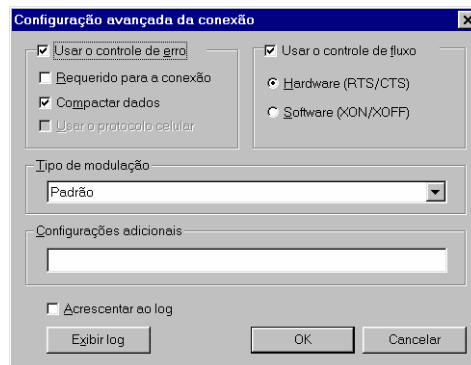 Configuração avançada da conexão
Usar o controle de erro
Requerido para a conexão
Compactar dados
Usar o protocolo celular
Usar o controle de fluxo
Hardware (RTS/CTS)
Software (XON/XOFF)
Tipo de modulação
Padrão
Configurações adicionais
Acrescentar ao log
Exibir log
OK
Cancelar